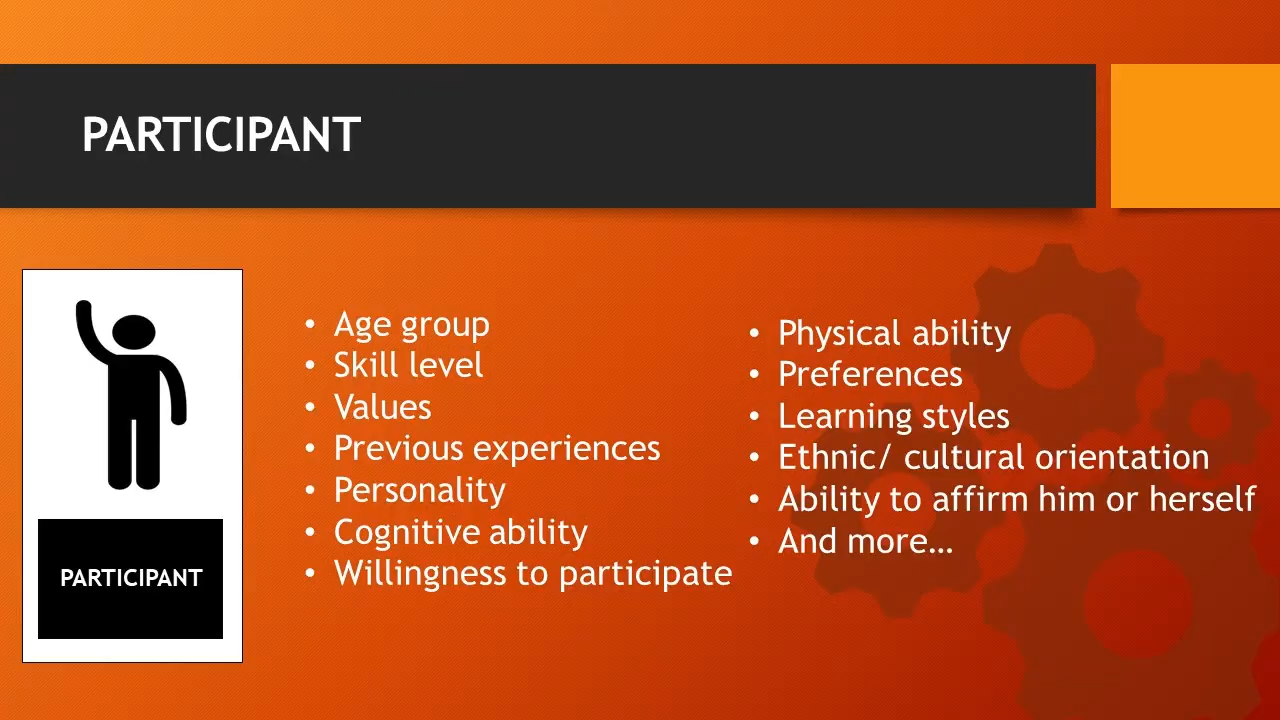 PARTICIPANT
PARTICIPANT
• Age group
• Skill level
• Values
• Previous experiences
• Personality
• Cognitive ability
• Willingness to participate
• Physical ability
• Preferences
• Learning styles
• Ethnic/ cultural orientation
• Ability to affirm him or herself
• And more…